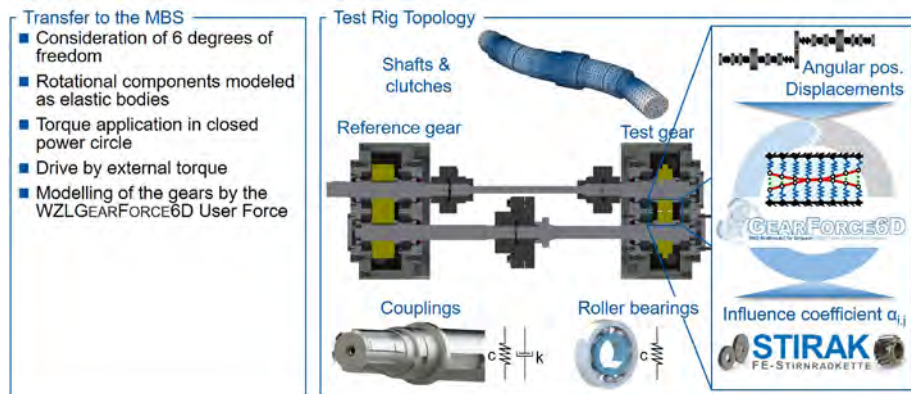 Transfer to the MBS
■ Consideration of 6 degrees of
freedom
■ Rotational components modeled
as elastic bodies
■ Torque application in closed
power circle
■ Drive by external torque
■ Modelling of the gears by the
WZLGEARFORCE6D User Force
Test Rig Topology
Shafts &
clutches
Reference gear
Test gear
Couplings
c
k
Roller bearings
c
Angular pos.
Displacements
GEARFORCE6D
Influence coefficient αi,j
STIRAK
FE-STIRNRADKETTE